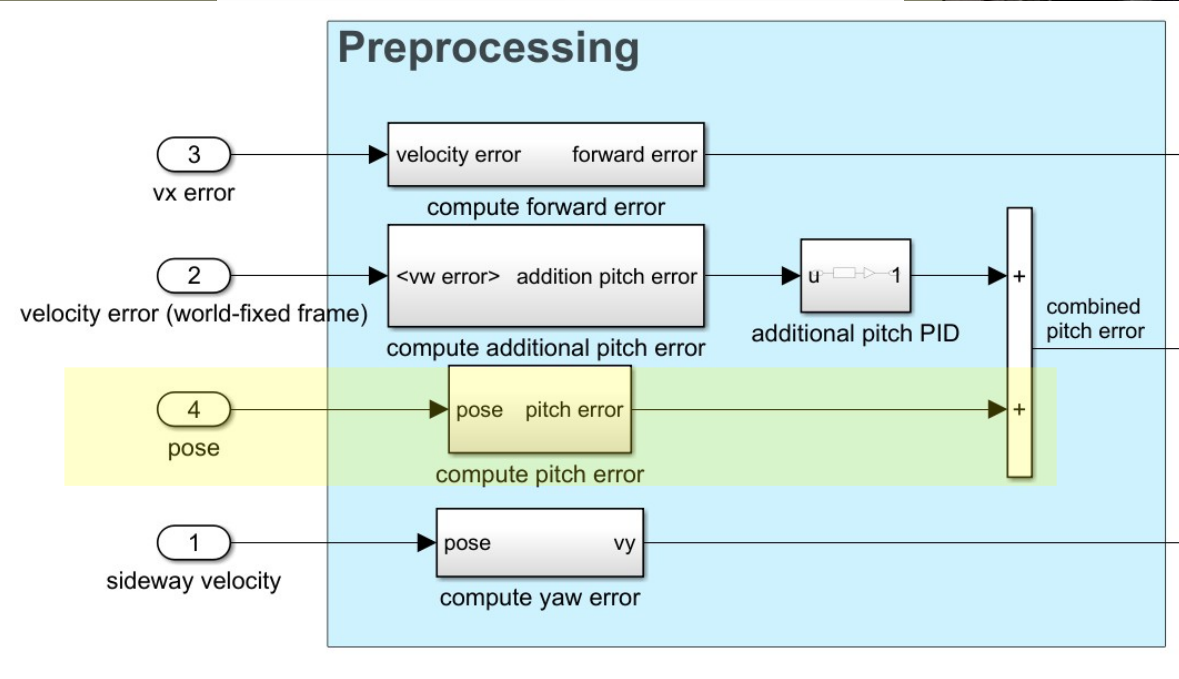 Preprocessing
3
velocity error forward error
vx error
compute forward error
2
<vw error> addition pitch error
u 1
+
velocity error (world-fixed frame)
compute additional pitch error
additional pitch PID
combined
pitch error
4
pose pitch error
+
pose
compute pitch error
1
pose vy
sideway velocity
compute yaw error